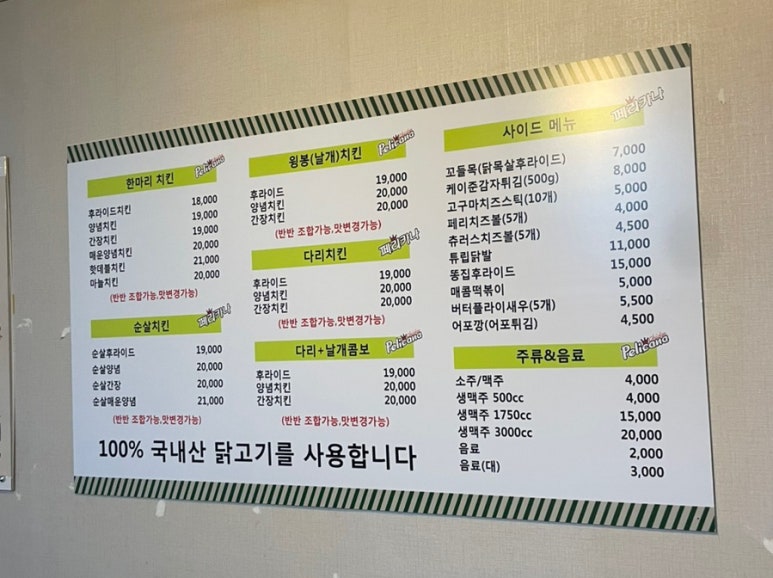 한마리 치킨
Pelicana
후라이드치킨 18,000
양념치킨 19,000
간장치킨 19,000
매운양념치킨 20,000
핫데블치킨 21,000
마늘치킨 20,000
(반반 조합가능,맛변경가능)
순살치킨
페리카나
순살후라이드 19,000
순살양념 20,000
순살간장 20,000
순살매운양념 21,000
(반반 조합가능,맛변경가능)
윙봉(날개)치킨
Pelicana
후라이드 19,000
양념치킨 20,000
간장치킨 20,000
(반반 조합가능,맛변경가능)
다리치킨
페리카나
후라이드 19,000
양념치킨 20,000
간장치킨 20,000
(반반 조합가능,맛변경가능)
다리+날개콤보
Pelicana
후라이드 19,000
양념치킨 20,000
간장치킨 20,000
(반반 조합가능,맛변경가능)
사이드 메뉴
페리카나
꼬들목(닭목살후라이드) 7,000
케이준감자튀김(500g) 8,000
고구마치즈스틱(10개) 5,000
페리치즈볼(5개) 4,000
츄러스치즈볼(5개) 4,500
튜립닭발 11,000
똥집후라이드 15,000
매콤떡볶이 5,000
버터플라이새우(5개) 5,500
어포깡(어포튀김) 4,500
주류&음료
Pelicana
소주/맥주 4,000
생맥주 500cc 4,000
생맥주 1750cc 15,000
생맥주 3000cc 20,000
음료 2,000
음료(대) 3,000
100% 국내산 닭고기를 사용합니다